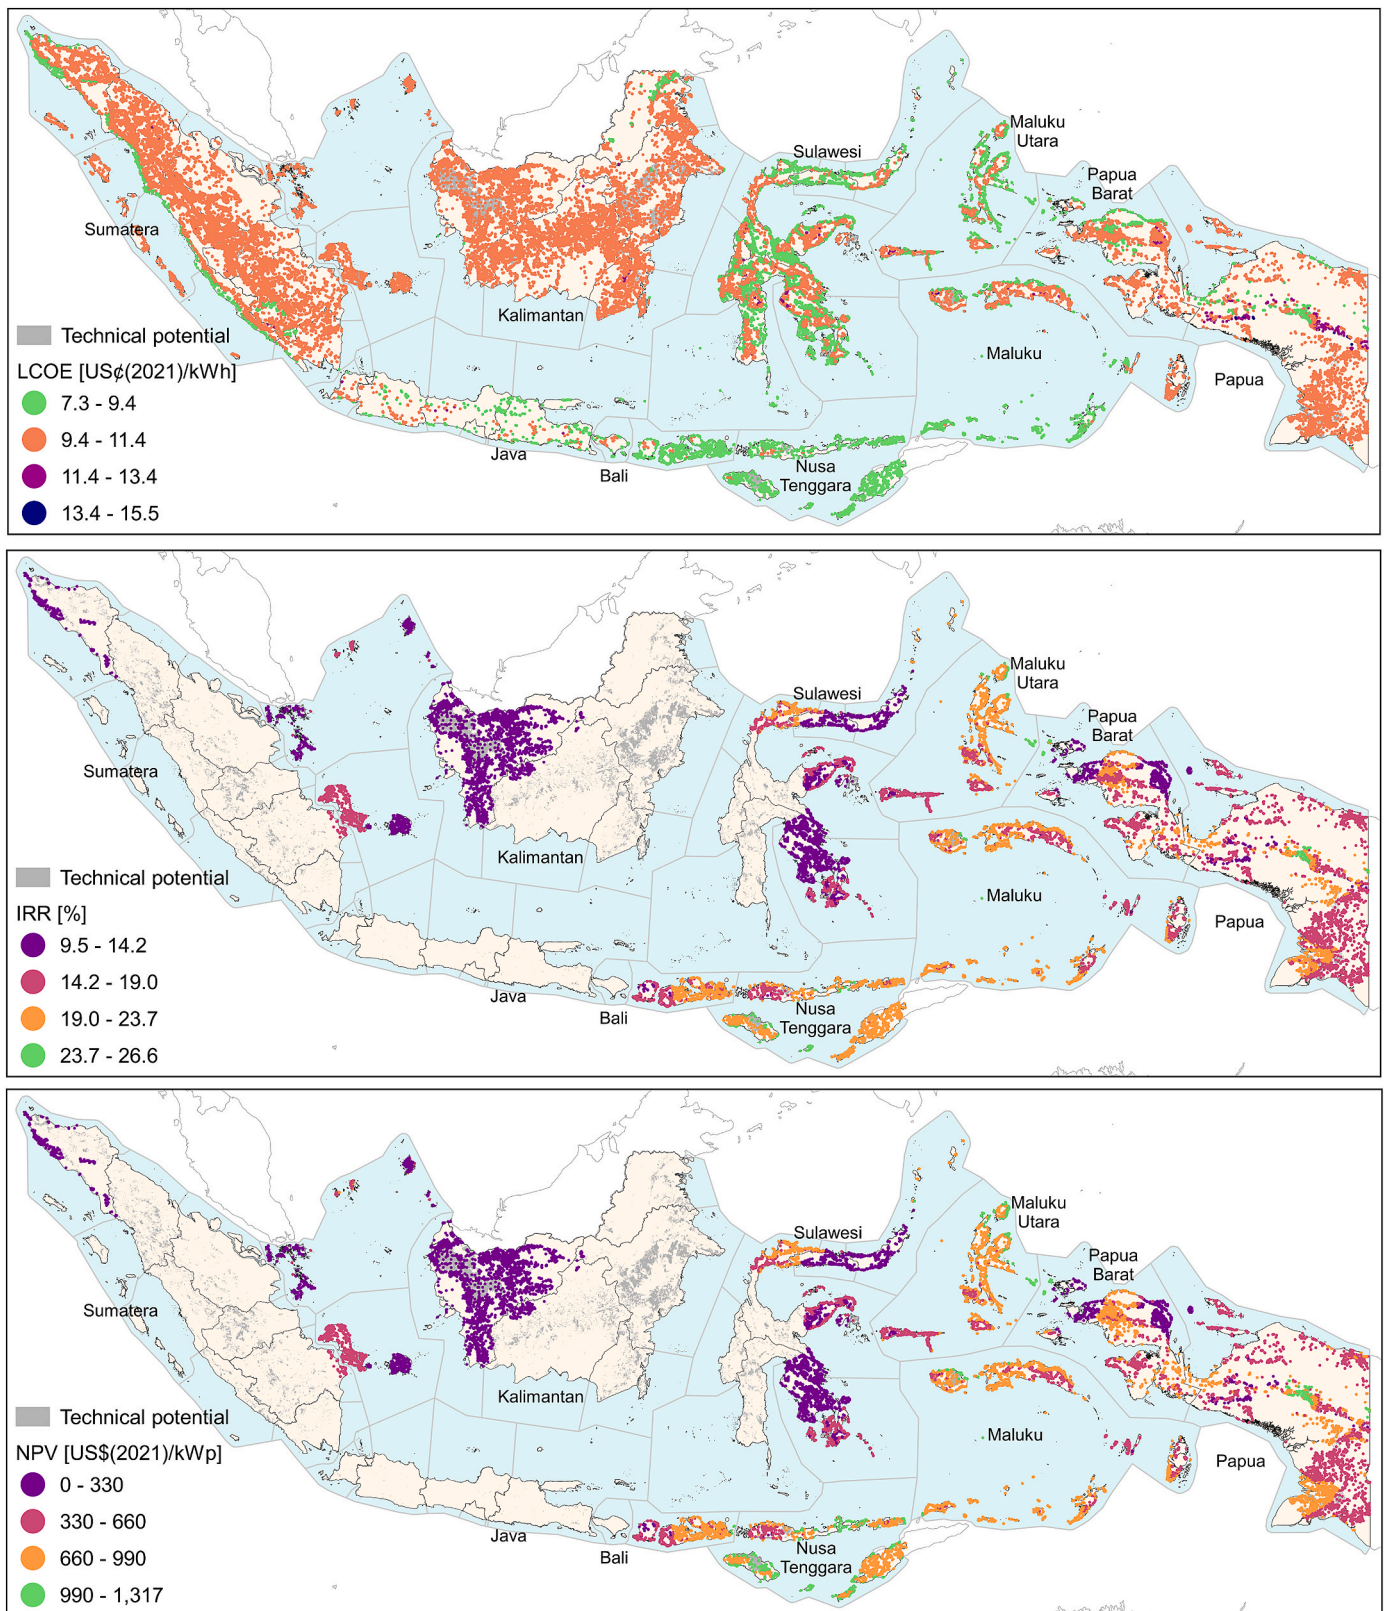 Maluku
Utara
Sulawesi
Papua
Barat
Sumatera
Kalimantan
Technical potential
Maluku
LCOE [US¢(2021)/kWh]
Papua
7.3 - 9.4
9.4 - 11.4
Java
Nusa
Tenggara
Bali
11.4 - 13.4
13.4 - 15.5
Maluku
Utara
Sulawesi
Papua
Barat
Sumatera
Kalimantan
Technical potential
Maluku
IRR [%]
Papua
9.5 - 14.2
14.2 - 19.0
Java
Nusa
Tenggara
Bali
19.0 - 23.7
23.7 - 26.6
Maluku
Utara
Sulawesi
Papua
Barat
Sumatera
Kalimantan
Technical potential
Maluku
NPV [US$(2021)/kWp]
Papua
0 - 330
330 - 660
Java
Nusa
Tenggara
Bali
660 - 990
990 - 1,317